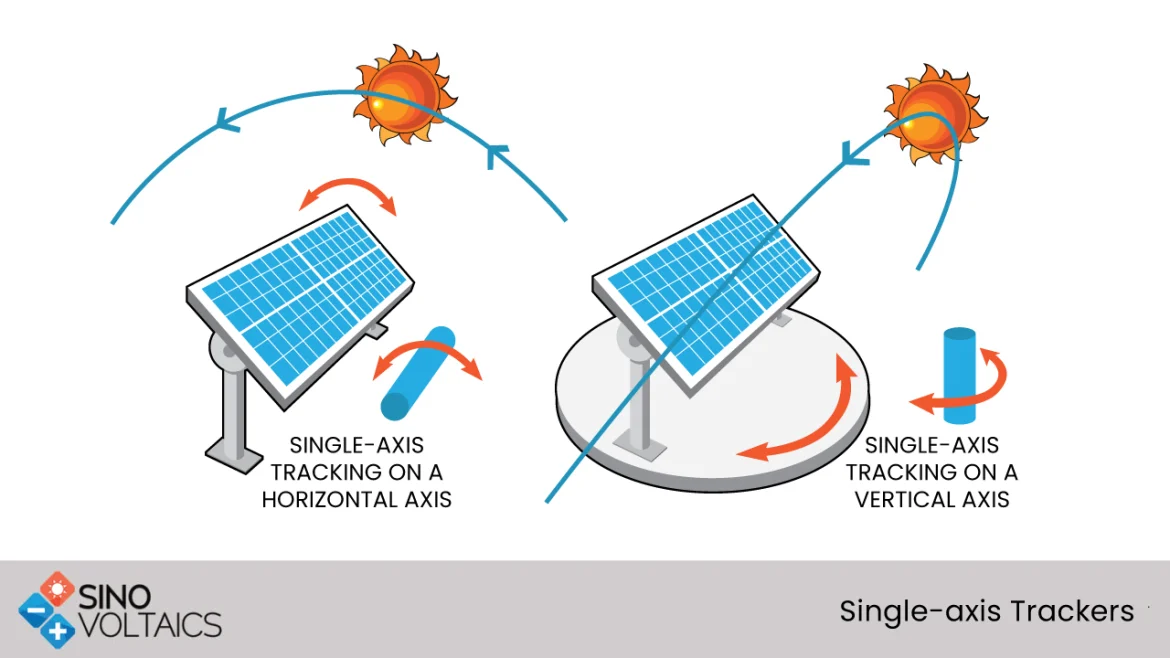 SINGLE-AXIS
TRACKING ON A
HORIZONTAL AXIS
SINGLE-AXIS
TRACKING ON A
VERTICAL AXIS
SINO
VOLTAICS
Single-axis Trackers